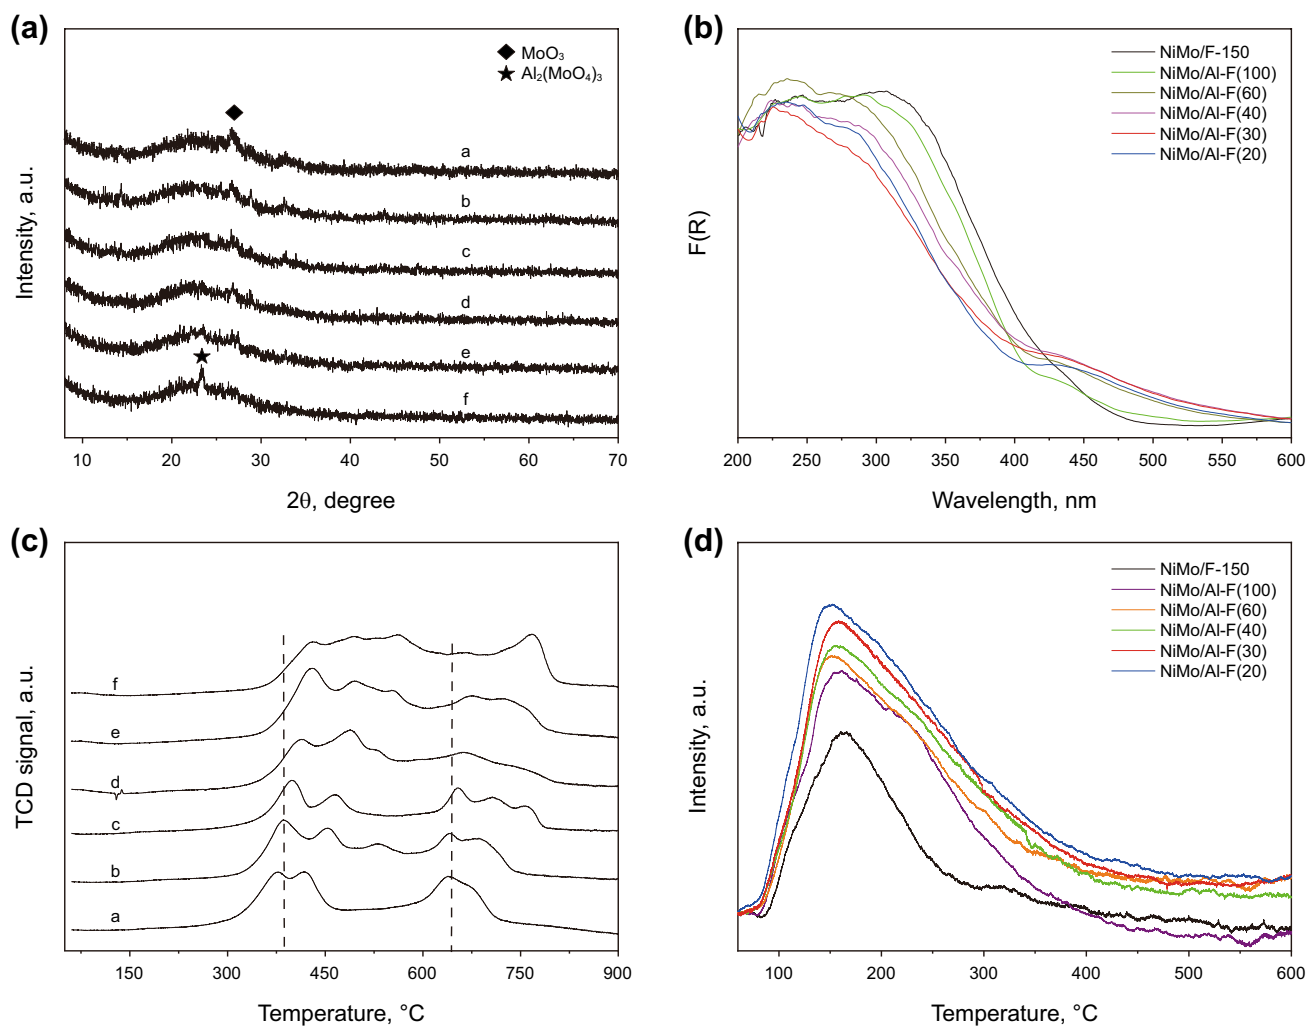 (a)
MoO₃
Al₂(MoO₄)₃
a
b
c
d
e
f
Intensity, a.u.
10 20 30 40 50 60 70
2θ, degree
(b)
NiMo/F-150
NiMo/Al-F(100)
NiMo/Al-F(60)
NiMo/Al-F(40)
NiMo/Al-F(30)
NiMo/Al-F(20)
F(R)
200 250 300 350 400 450 500 550 600
Wavelength, nm
(c)
f
e
d
c
b
a
TCD signal, a.u.
150 300 450 600 750 900
Temperature, °C
(d)
NiMo/F-150
NiMo/Al-F(100)
NiMo/Al-F(60)
NiMo/Al-F(40)
NiMo/Al-F(30)
NiMo/Al-F(20)
Intensity, a.u.
100 200 300 400 500 600
Temperature, °C